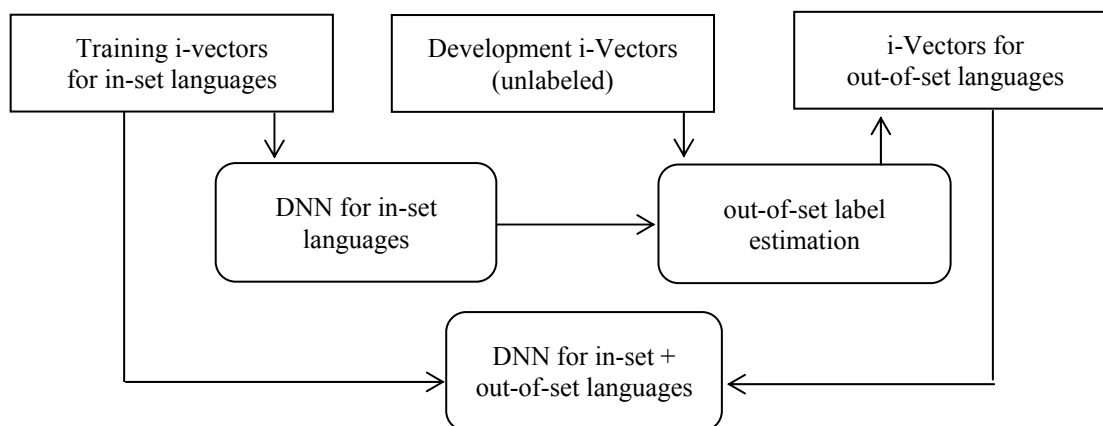 Training i-vectors
for in-set languages
Development i-Vectors
(unlabeled)
i-Vectors for
out-of-set languages
DNN for in-set
languages
out-of-set label
estimation
DNN for in-set +
out-of-set languages